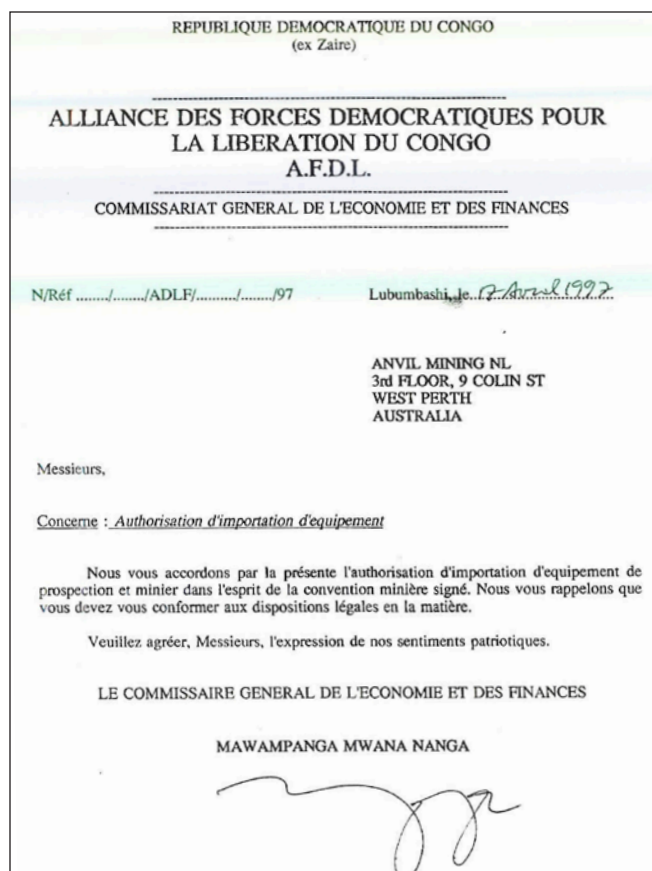 REPUBLIQUE DEMOCRATIQUE DU CONGO
(ex Zaire)
ALLIANCE DES FORCES DEMOCRATIQUES POUR
LA LIBERATION DU CONGO
A.F.D.L.
COMMISSARIAT GENERAL DE L'ECONOMIE ET DES FINANCES
N/Réf ......../......../ADLF/........./......../97
Lubumbashi, le 17 Avril 1997
ANVIL MINING NL
3rd FLOOR, 9 COLIN ST
WEST PERTH
AUSTRALIA
Messieurs,
Concerne : Authorisation d'importation d'equipement
Nous vous accordons par la présente l'authorisation d'importation d'equipement de
prospection et minier dans l'esprit de la convention minière signé. Nous vous rappelons que
vous devez vous conformer aux dispositions légales en la matière.
Veuillez agréer, Messieurs, l'expression de nos sentiments patriotiques.
LE COMMISSAIRE GENERAL DE L'ECONOMIE ET DES FINANCES
MAWAMPANGA MWANA NANGA